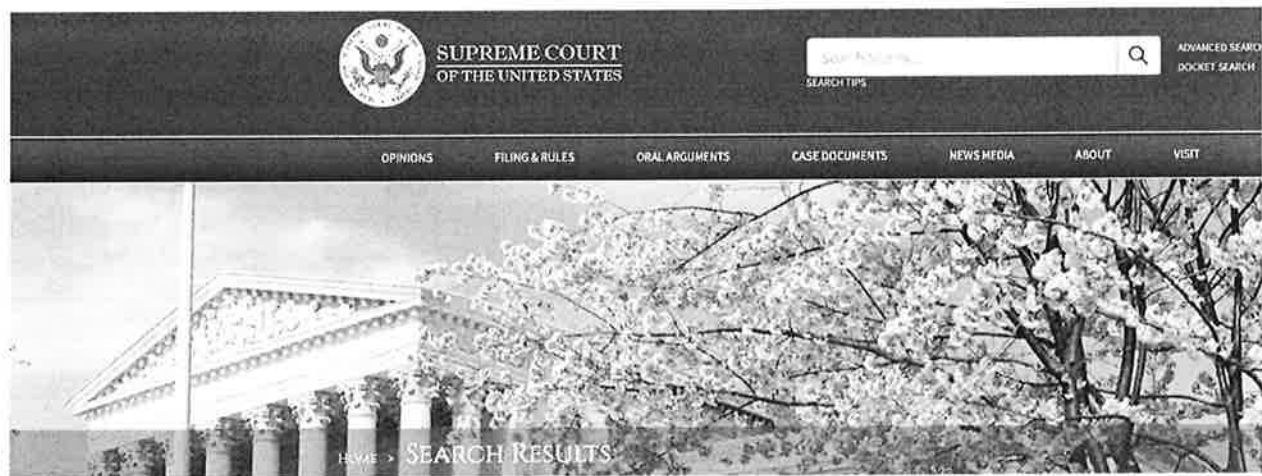 SUPREME COURT
OF THE UNITED STATES
ADVANCED SEARCH
DOCKET SEARCH
SEARCH TIPS
OPINIONS FILING & RULES ORAL ARGUMENTS CASE DOCUMENTS NEWS MEDIA ABOUT VISIT
HOME > SEARCH RESULTS